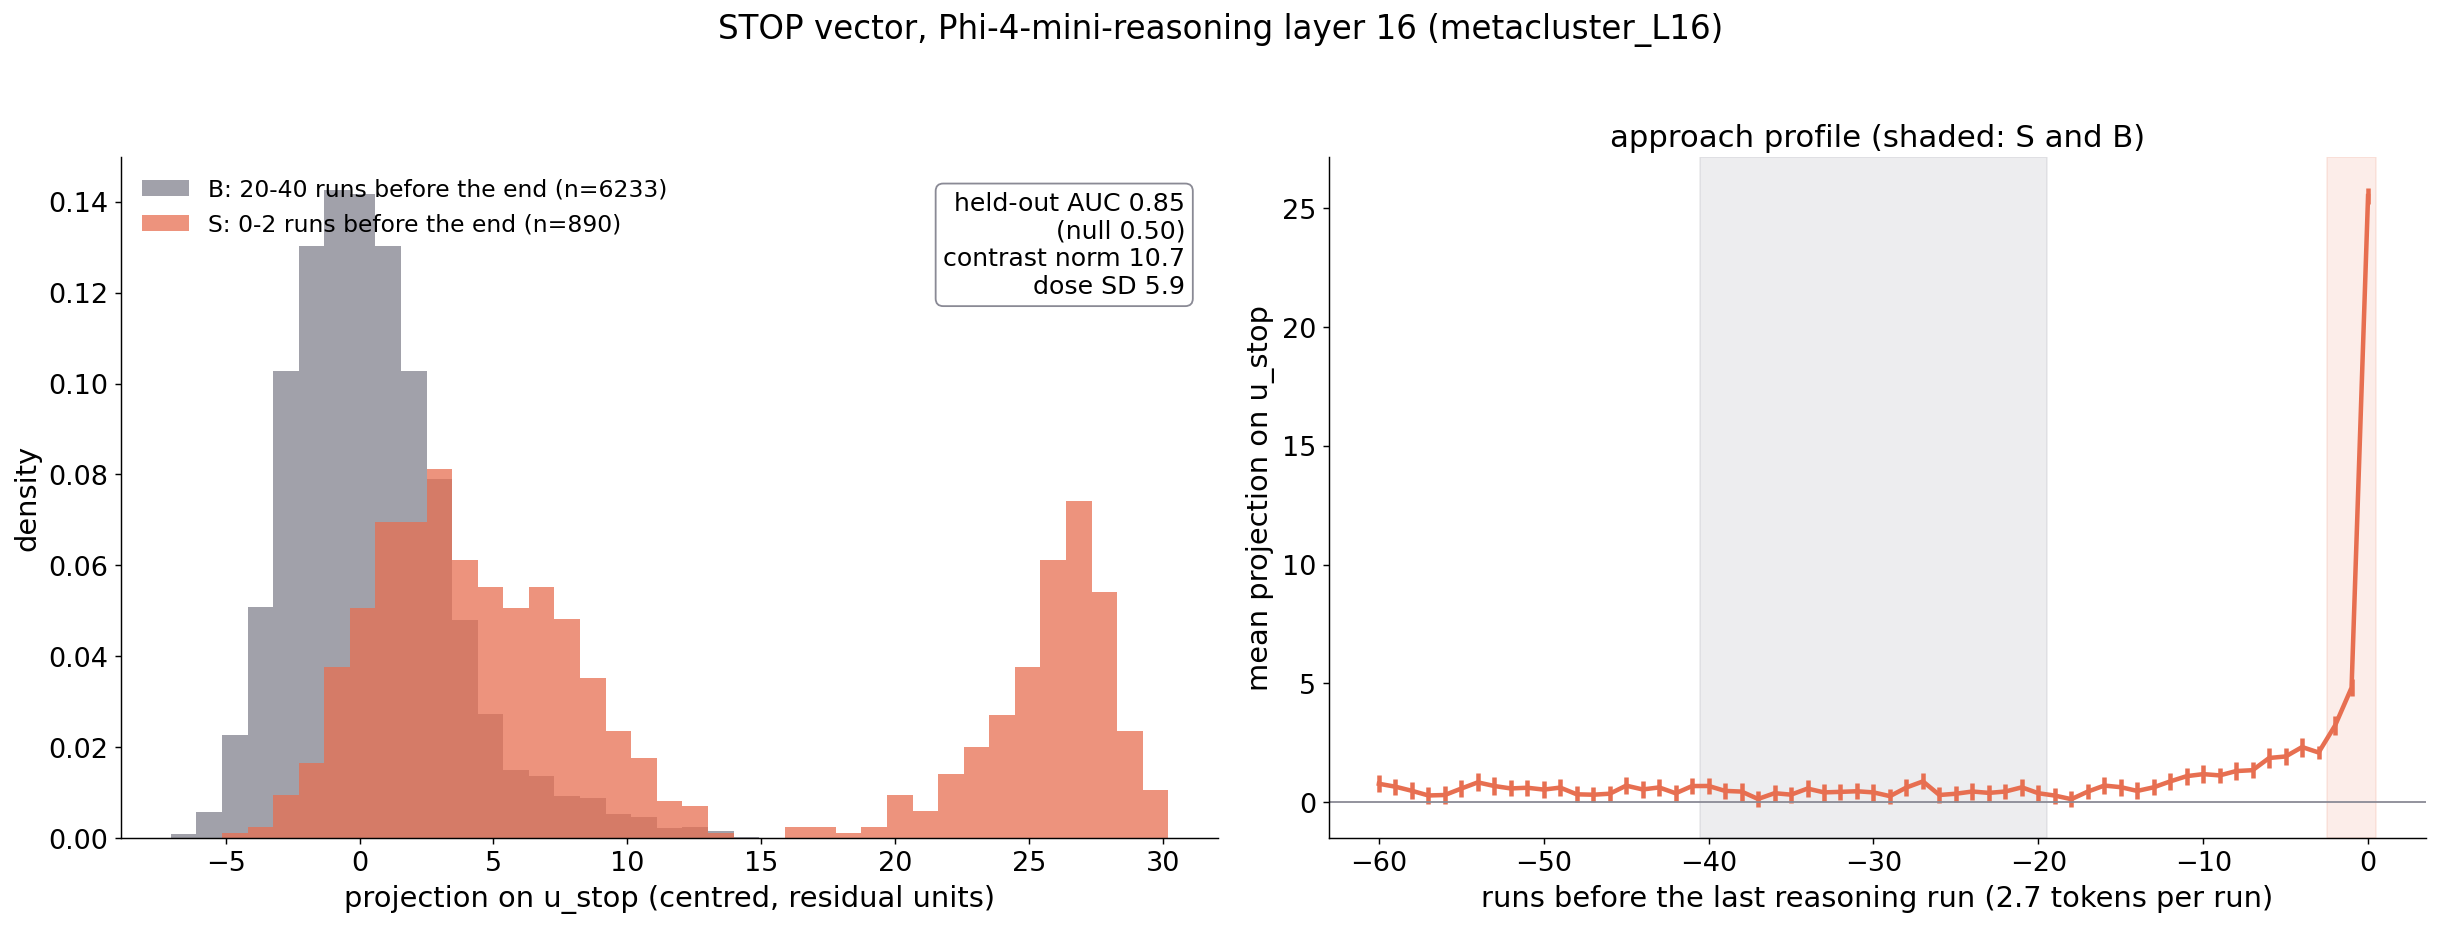 STOP vector, Phi-4-mini-reasoning layer 16 (metacluster_L16)
B: 20-40 runs before the end (n=6233)
S: 0-2 runs before the end (n=890)
held-out AUC 0.85
(null 0.50)
contrast norm 10.7
dose SD 5.9
density
0.14
0.12
0.10
0.08
0.06
0.04
0.02
0.00
−5
0
5
10
15
20
25
30
projection on u_stop (centred, residual units)
approach profile (shaded: S and B)
mean projection on u_stop
25
20
15
10
5
0
−60
−50
−40
−30
−20
−10
0
runs before the last reasoning run (2.7 tokens per run)